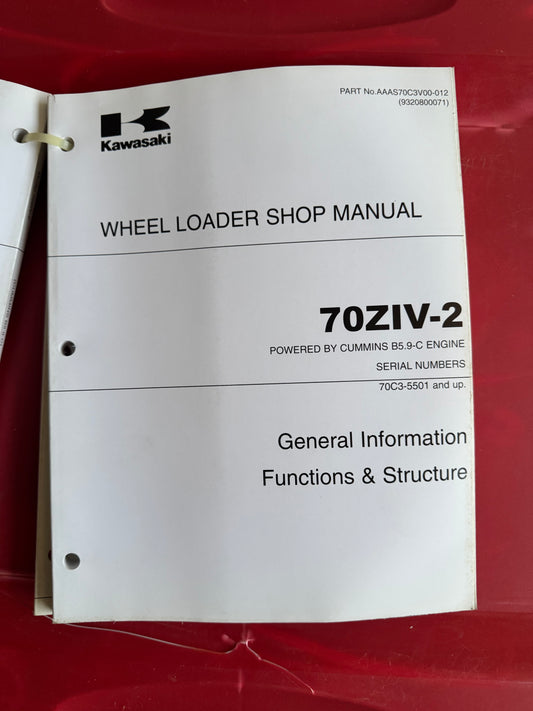 PART No.AAAS70C3V00-012
(9320800071)
Kawasaki
WHEEL LOADER SHOP MANUAL
70ZIV-2
POWERED BY CUMMINS B5.9-C ENGINE
SERIAL NUMBERS
70C3-5501 and up.
General Information
Functions & Structure